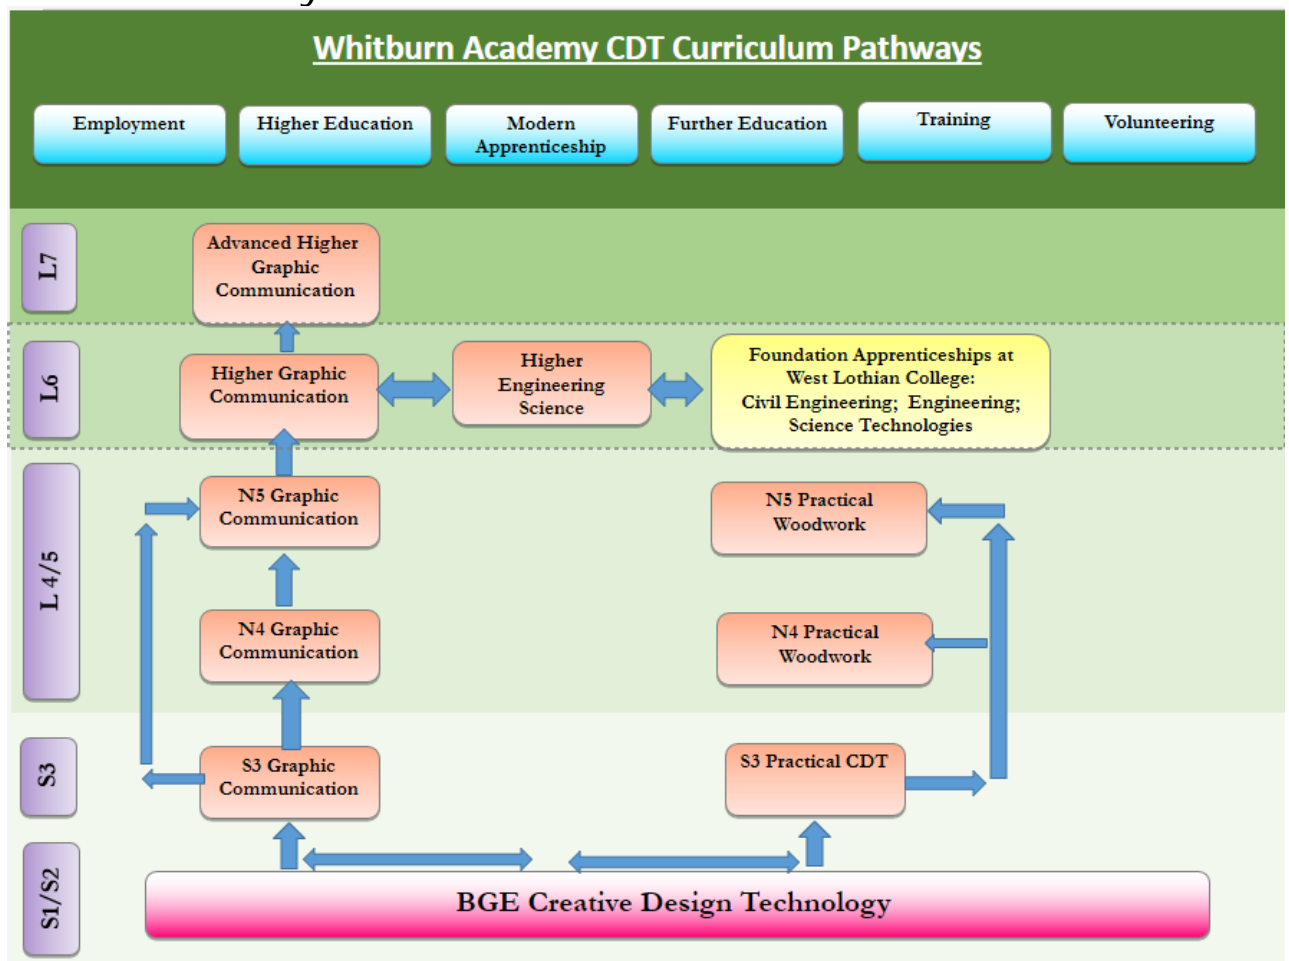 Whitburn Academy CDT Curriculum Pathways
Employment
Higher Education
Modern
Apprenticeship
Further Education
Training
Volunteering
L7
Advanced Higher
Graphic
Communication
L6
Higher Graphic
Communication
Higher
Engineering
Science
Foundation Apprenticeships at
West Lothian College:
Civil Engineering; Engineering;
Science Technologies
L 4/5
N5 Graphic
Communication
N5 Practical
Woodwork
N4 Graphic
Communication
N4 Practical
Woodwork
S3
S3 Graphic
Communication
S3 Practical CDT
S1/S2
BGE Creative Design Technology